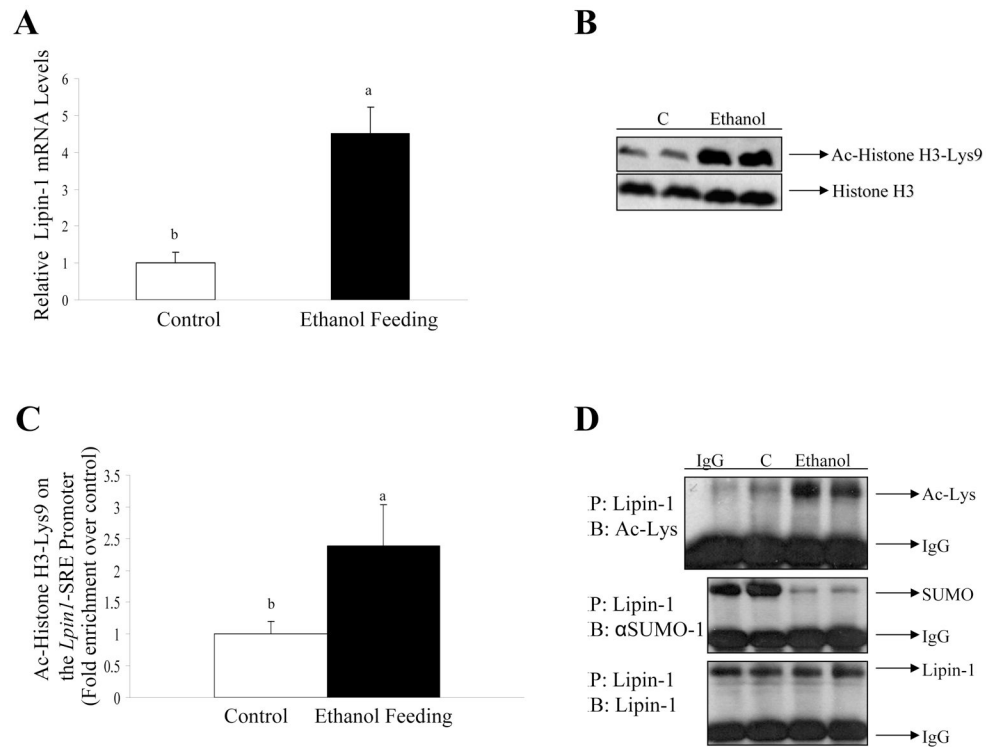 A
Relative Lipin-1 mRNA Levels
6
5
4
3
2
1
0
b
a
Control
Ethanol Feeding
B
C Ethanol
Ac-Histone H3-Lys9
Histone H3
C
Ac-Histone H3-Lys9 on
the Lpin1-SRE Promoter
(Fold enrichment over control)
3.5
3
2.5
2
1.5
1
0.5
0
b
a
Control
Ethanol Feeding
D
IgG C Ethanol
P: Lipin-1
B: Ac-Lys
Ac-Lys
IgG
P: Lipin-1
B: αSUMO-1
SUMO
IgG
P: Lipin-1
B: Lipin-1
Lipin-1
IgG